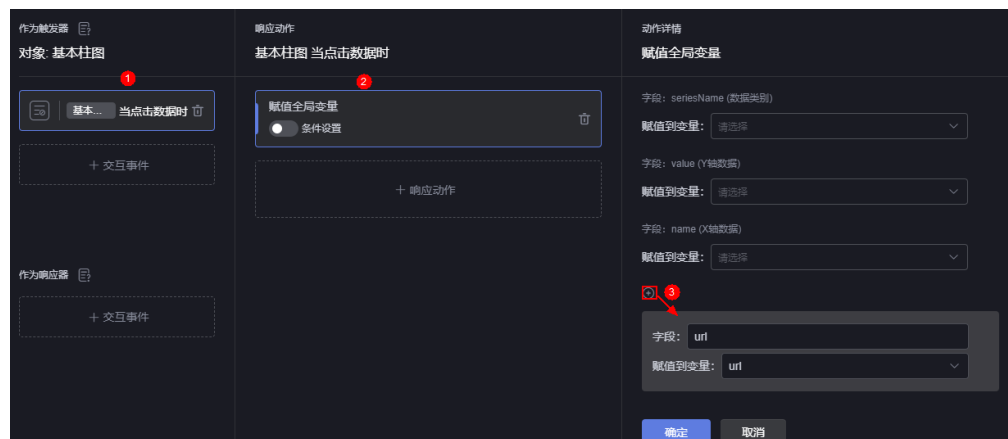 作为触发器
对象: 基本柱图
1
基本... 当点击数据时
+ 交互事件
作为响应器
+ 交互事件
响应动作
基本柱图 当点击数据时
2
赋值全局变量
条件设置
+ 响应动作
动作详情
赋值全局变量
字段：seriesName (数据类别)
赋值到变量： 请选择
字段：value (Y轴数据)
赋值到变量： 请选择
字段：name (X轴数据)
赋值到变量： 请选择
3
字段： url
赋值到变量： url
确定 取消